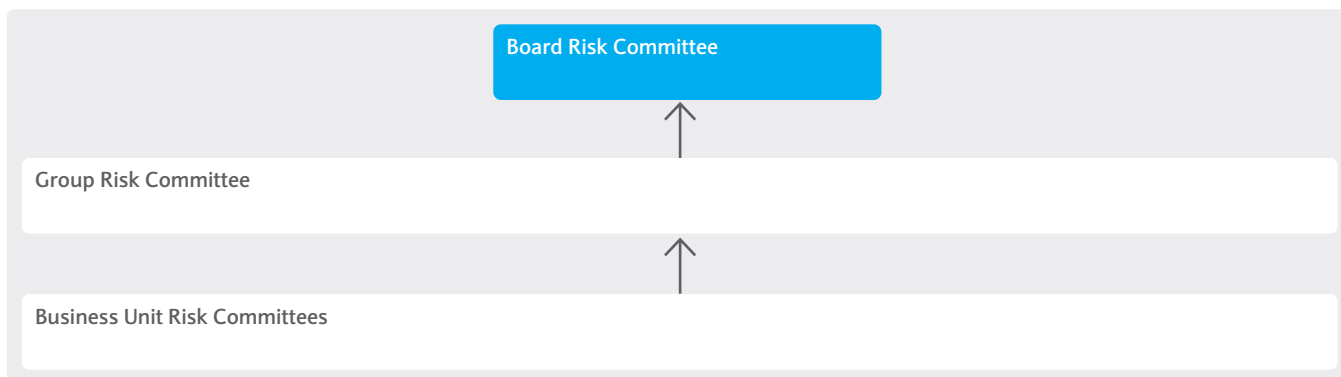 Board Risk Committee
Group Risk Committee
Business Unit Risk Committees